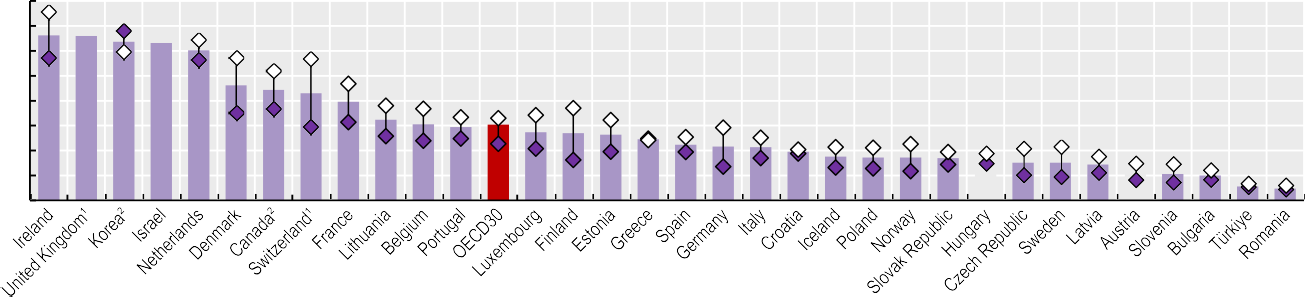 Ireland
United Kingdom¹
Korea²
Israel
Netherlands
Denmark
Canada²
Switzerland¹
France
Lithuania
Belgium
Portugal
OECD30
Luxembourg
Finland
Estonia
Greece
Spain
Germany
Italy
Croatia
Iceland
Poland
Norway
Slovak Republic
Hungary
Czech Republic
Sweden
Latvia
Austria
Slovenia
Bulgaria
Türkiye
Romania